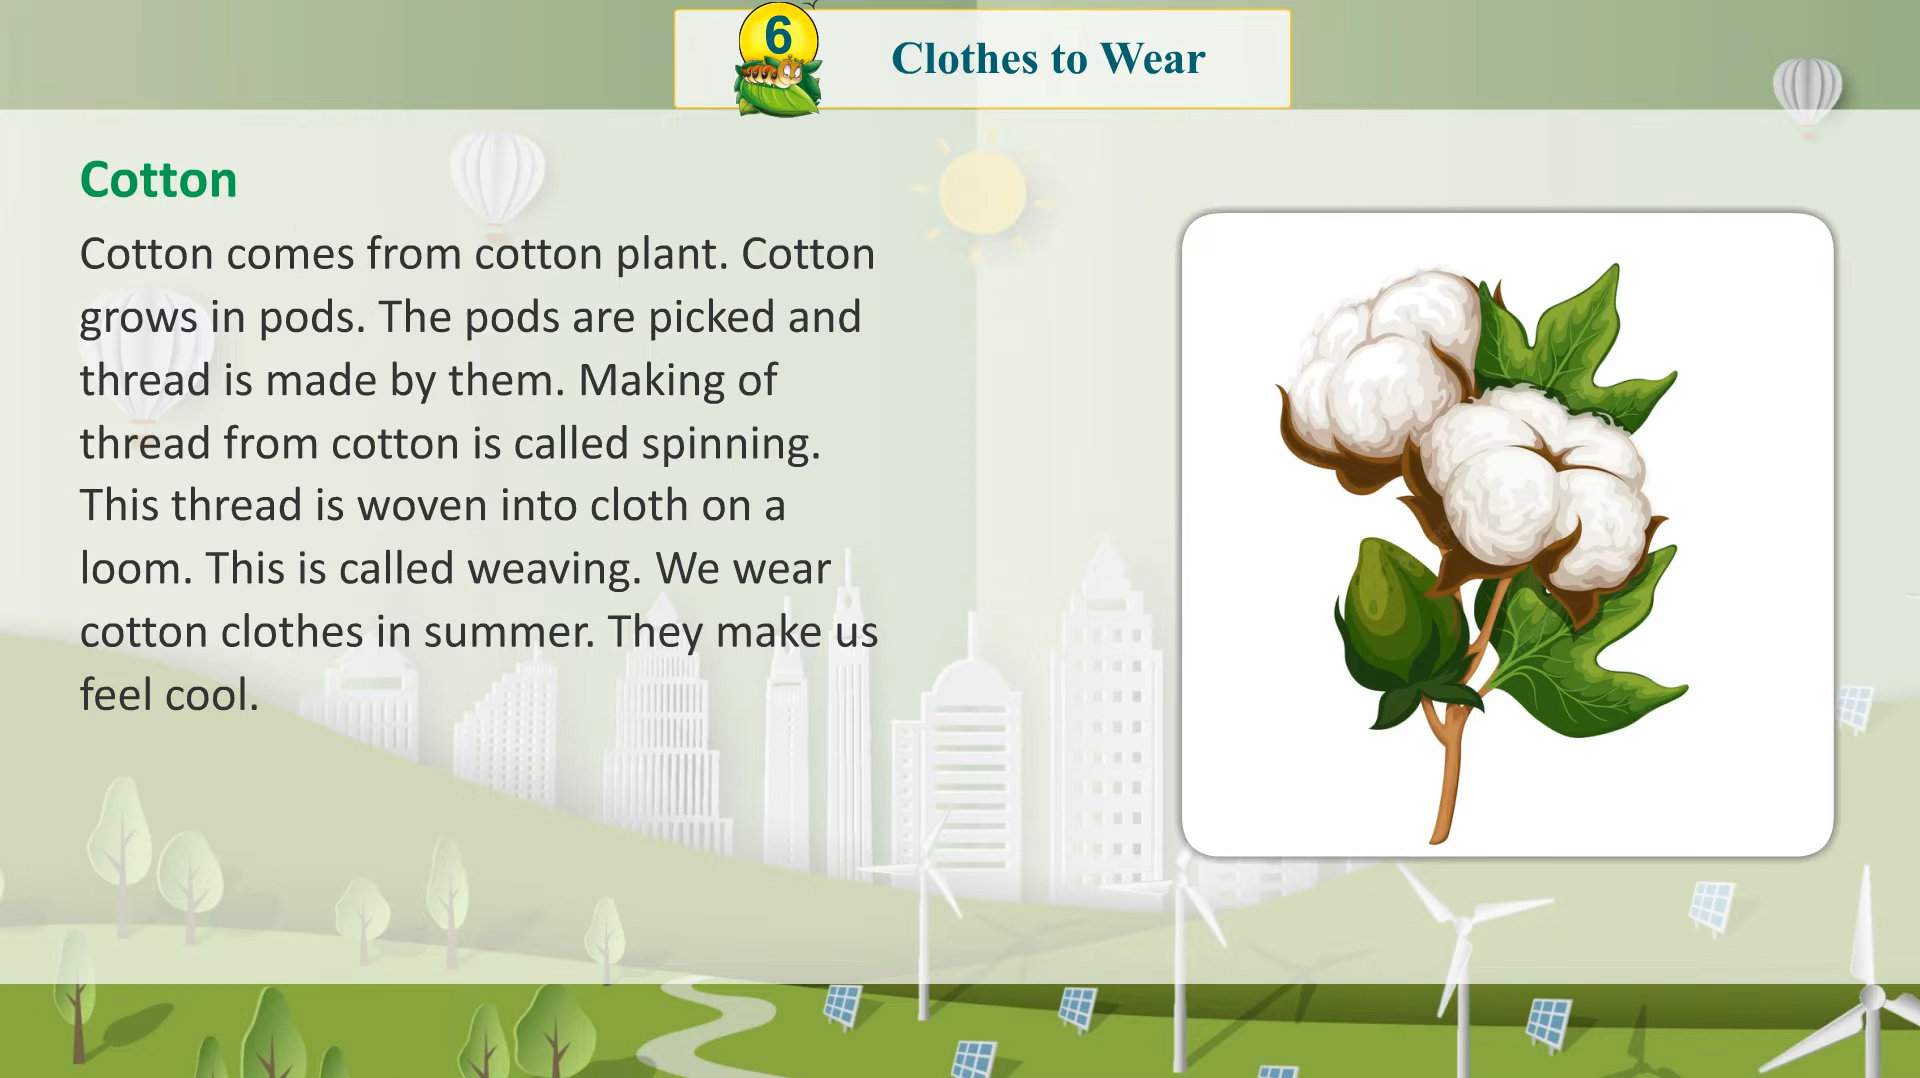 6
Clothes to Wear
Cotton
Cotton comes from cotton plant. Cotton
grows in pods. The pods are picked and
thread is made by them. Making of
thread from cotton is called spinning.
This thread is woven into cloth on a
loom. This is called weaving. We wear
cotton clothes in summer. They make us
feel cool.